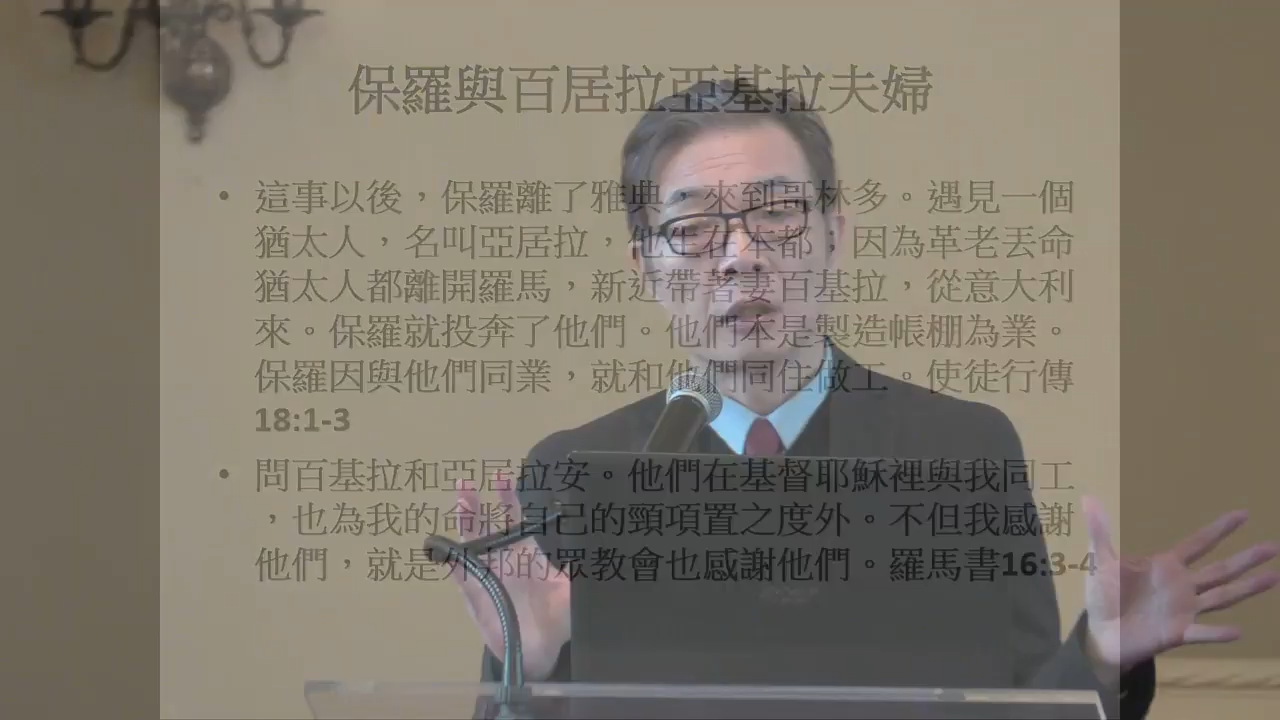 保羅與百居拉亞基拉夫婦
• 這事以後，保羅離了雅典，來到哥林多。遇見一個
猶太人，名叫亞居拉，他生在本都；因為革老丟命
猶太人都離開羅馬，新近帶著妻百基拉，從意大利
來。保羅就投奔了他們。他們本是製造帳棚為業。
保羅因與他們同業，就和他們同住做工。使徒行傳
18:1-3
• 問百基拉和亞居拉安。他們在基督耶穌裡與我同工
，也為我的命將自己的頸項置之度外。不但我感謝
他們，就是外邦的眾教會也感謝他們。羅馬書16:3-4